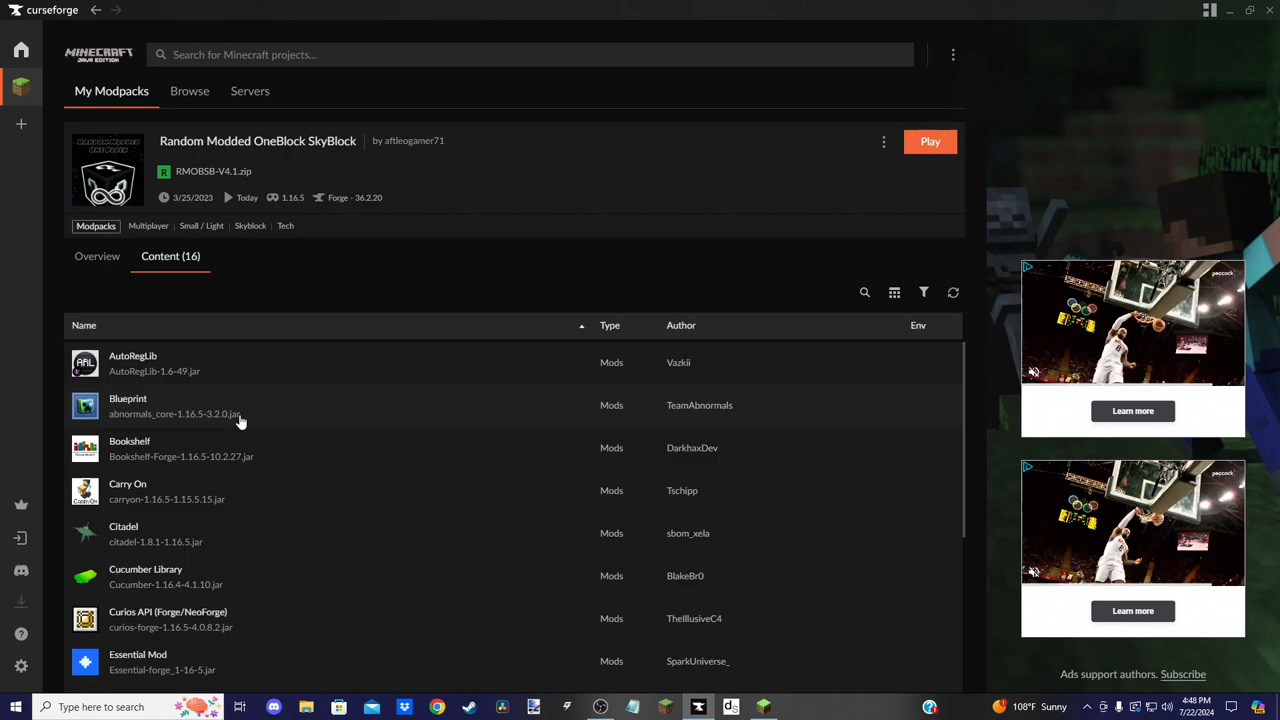 curseforge
MINECRAFT
JAVA EDITION
Search for Minecraft projects...
My Modpacks
Browse
Servers
Random Modded OneBlock SkyBlock
by aftleogamer71
Play
R
RMOBSB-V4.1.zip
3/25/2023
Today
1.16.5
Forge - 36.2.20
Modpacks
Multiplayer
Small / Light
Skyblock
Tech
Overview
Content (16)
Name
Type
Author
Env
AutoRegLib
AutoRegLib-1.6-49.jar
Mods
Vazkii
Blueprint
abnormals_core-1.16.5-3.2.0.jar
Mods
TeamAbnormals
Bookshelf
Bookshelf-Forge-1.16.5-10.2.27.jar
Mods
DarkhaxDev
Carry On
carryon-1.16.5-1.15.5.15.jar
Mods
Tschipp
Citadel
citadel-1.8.1-1.16.5.jar
Mods
sbom_xela
Cucumber Library
Cucumber-1.16.4-4.1.10.jar
Mods
BlakeBr0
Curios API (Forge/NeoForge)
curios-forge-1.16.5-4.0.8.2.jar
Mods
TheIllusiveC4
Essential Mod
Essential-forge_1-16-5.jar
Mods
SparkUniverse_
peacock
Learn more
peacock
Learn more
Ads support authors. Subscribe
Type here to search
108°F Sunny
4:48 PM
7/22/2024